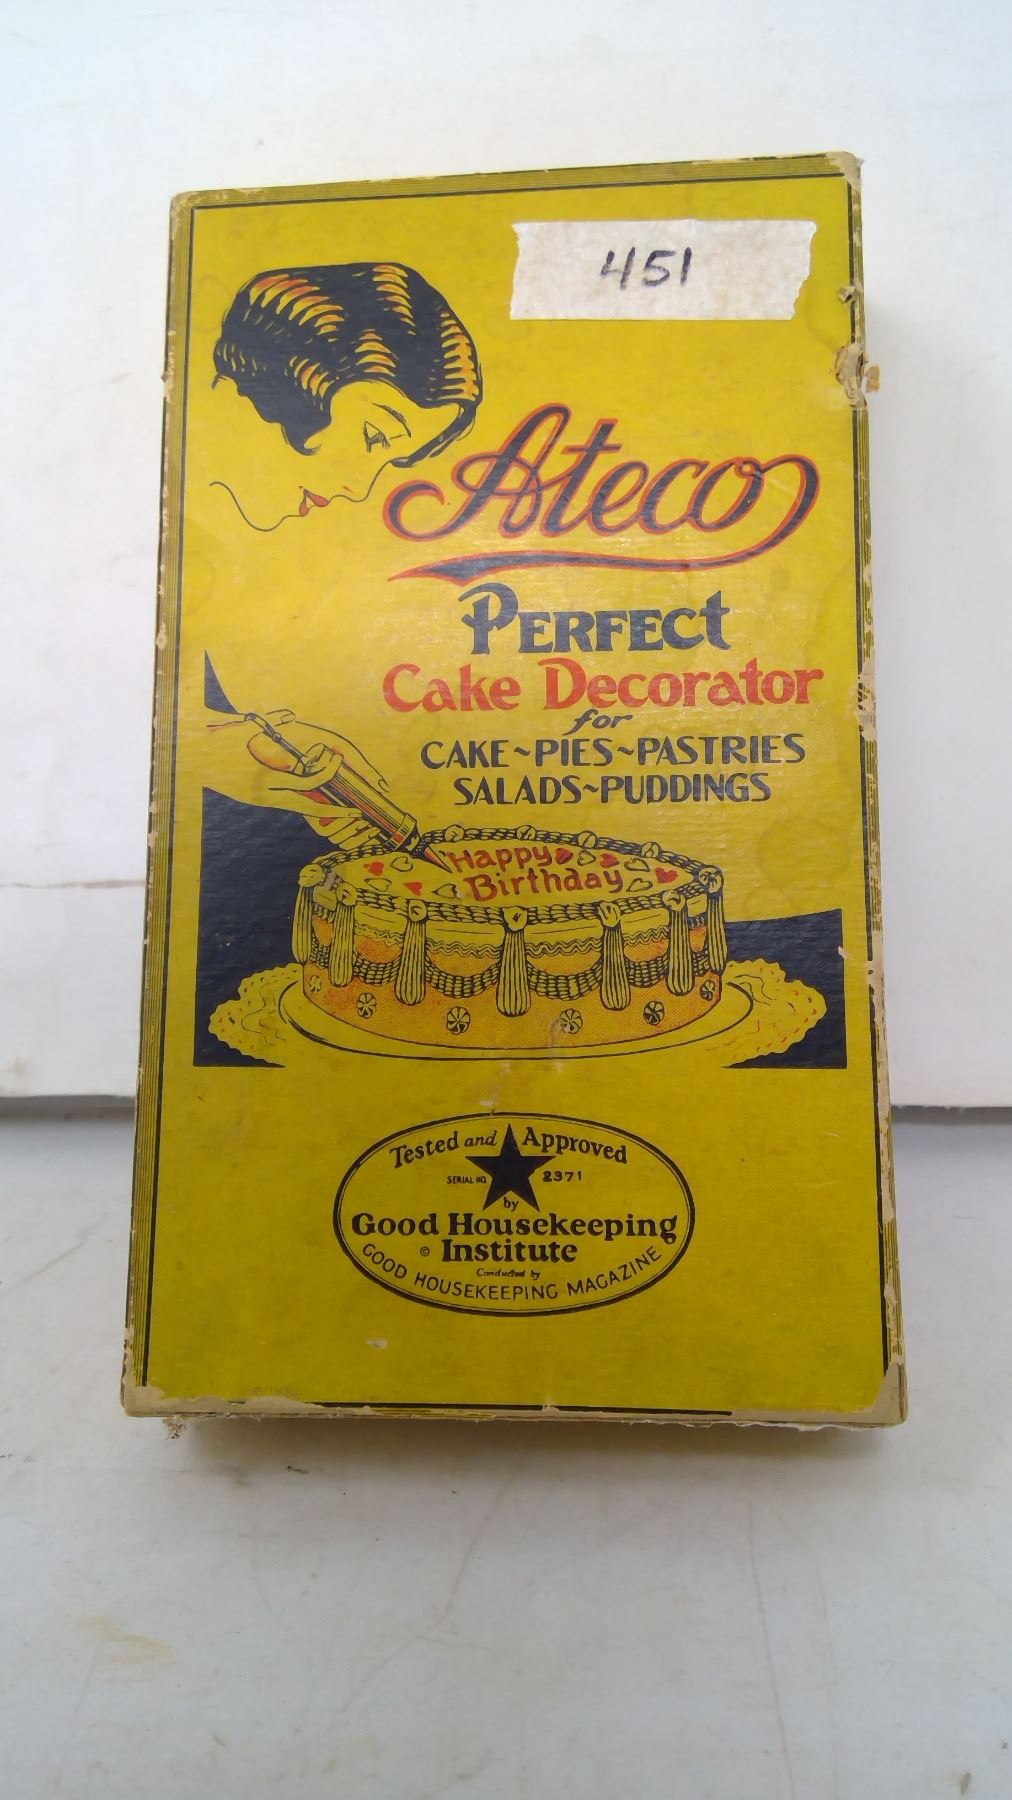 451
Ateco
PERFECT
Cake Decorator
for
CAKE~PIES~PASTRIES
SALADS~PUDDINGS
Happy
Birthday
Tested and Approved
SERIAL NO. 2371
by
Good Housekeeping
© Institute
Conducted by
GOOD HOUSEKEEPING MAGAZINE